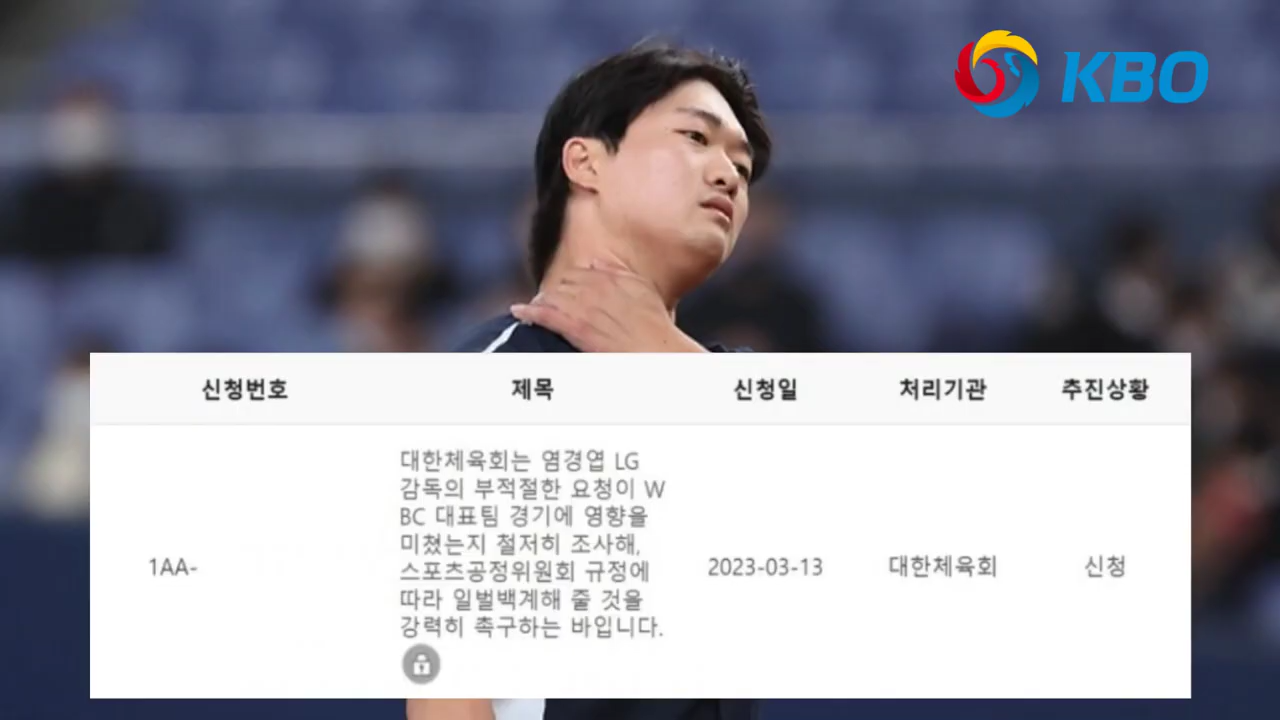 KBO
신청번호 제목 신청일 처리기관 추진상황
대한체육회는 염경엽 LG
감독의 부적절한 요청이 W
BC 대표팀 경기에 영향을
미쳤는지 철저히 조사해,
1AA- 스포츠공정위원회 규정에 2023-03-13 대한체육회 신청
따라 일벌백계해 줄 것을
강력히 촉구하는 바입니다.